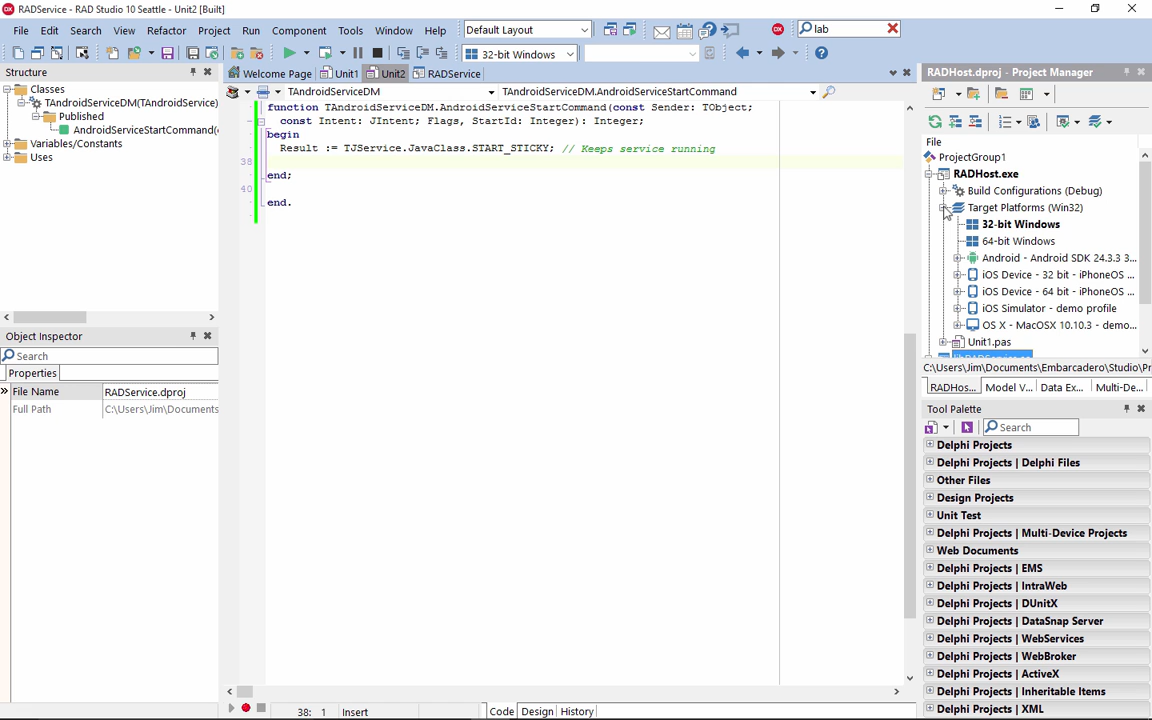 RADService - RAD Studio 10 Seattle - Unit2 [Built]
File Edit Search View Refactor Project Run Component Tools Window Help
Default Layout
lab
32-bit Windows
Structure
Classes
TAndroidServiceDM(TAndroidService)
Published
AndroidServiceStartCommand(
Variables/Constants
Uses
Object Inspector
Search
Properties
File Name RADService.dproj
Full Path C:\Users\Jim\Documents
Welcome Page Unit1 Unit2 RADService
TAndroidServiceDM TAndroidServiceDM.AndroidServiceStartCommand
function TAndroidServiceDM.AndroidServiceStartCommand(const Sender: TObject;
const Intent: JIntent; Flags, StartId: Integer): Integer;
begin
Result := TJService.JavaClass.START_STICKY; // Keeps service running
38
end;
40
end.
38: 1 Insert
Code Design History
RADHost.dproj - Project Manager
File
ProjectGroup1
RADHost.exe
Build Configurations (Debug)
Target Platforms (Win32)
32-bit Windows
64-bit Windows
Android - Android SDK 24.3.3 3...
iOS Device - 32 bit - iPhoneOS ...
iOS Device - 64 bit - iPhoneOS ...
iOS Simulator - demo profile
OS X - MacOSX 10.10.3 - demo...
Unit1.pas
C:\Users\Jim\Documents\Embarcadero\Studio\Pr
RADHos... Model V... Data Ex... Multi-De...
Tool Palette
Search
Delphi Projects
Delphi Projects | Delphi Files
Other Files
Design Projects
Unit Test
Delphi Projects | Multi-Device Projects
Web Documents
Delphi Projects | EMS
Delphi Projects | IntraWeb
Delphi Projects | DUnitX
Delphi Projects | DataSnap Server
Delphi Projects | WebServices
Delphi Projects | WebBroker
Delphi Projects | ActiveX
Delphi Projects | Inheritable Items
Delphi Projects | XML